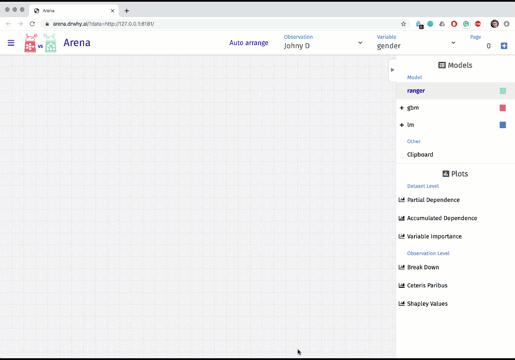 Arena
arena.drwhy.ai/?data=http://127.0.0.1:8181/
vs
Arena
Auto arrange
Observation
Johny D
Variable
gender
Page
0
Models
Model
ranger
gbm
lm
Other
Clipboard
Plots
Dataset Level
Partial Dependence
Accumulated Dependence
Variable Importance
Observation Level
Break Down
Ceteris Paribus
Shapley Values